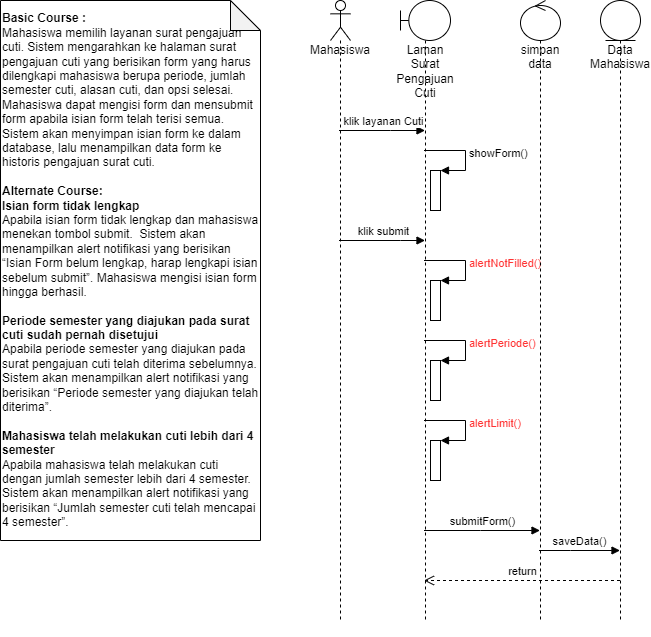 Basic Course :
Mahasiswa memilih layanan surat pengajuan
cuti. Sistem mengarahkan ke halaman surat
pengajuan cuti yang berisikan form yang harus
dilengkapi mahasiswa berupa periode, jumlah
semester cuti, alasan cuti, dan opsi selesai.
Mahasiswa dapat mengisi form dan mensubmit
form apabila isian form telah terisi semua.
Sistem akan menyimpan isian form ke dalam
database, lalu menampilkan data form ke
historis pengajuan surat cuti.
Alternate Course:
Isian form tidak lengkap
Apabila isian form tidak lengkap dan mahasiswa
menekan tombol submit.  Sistem akan
menampilkan alert notifikasi yang berisikan
“Isian Form belum lengkap, harap lengkapi isian
sebelum submit”. Mahasiswa mengisi isian form
hingga berhasil.
Periode semester yang diajukan pada surat
cuti sudah pernah disetujui
Apabila periode semester yang diajukan pada
surat pengajuan cuti telah diterima sebelumnya.
Sistem akan menampilkan alert notifikasi yang
berisikan “Periode semester yang diajukan telah
diterima”.
Mahasiswa telah melakukan cuti lebih dari 4
semester
Apabila mahasiswa telah melakukan cuti
dengan jumlah semester lebih dari 4 semester.
Sistem akan menampilkan alert notifikasi yang
berisikan “Jumlah semester cuti telah mencapai
4 semester”.
Mahasiswa
Laman
Surat
Pengajuan
Cuti
simpan
data
Data
Mahasiswa
klik layanan Cuti
showForm()
klik submit
alertNotFilled()
alertPeriode()
alertLimit()
submitForm()
saveData()
return